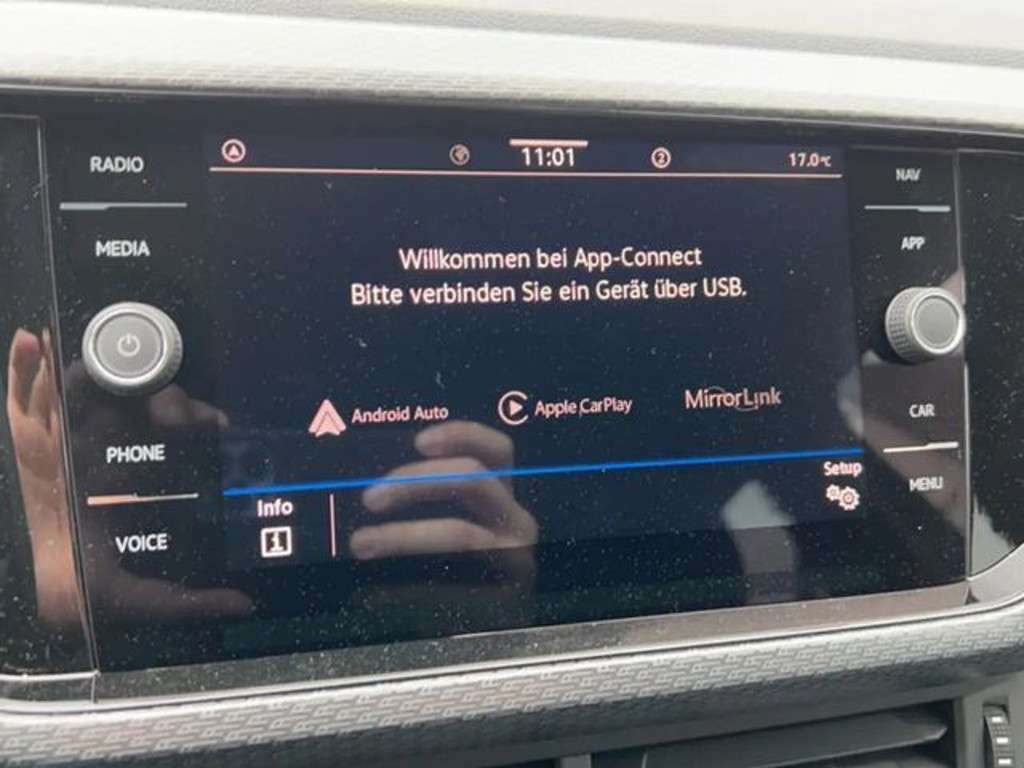 RADIO
MEDIA
PHONE
VOICE
11:01
2
17.0°C
Willkommen bei App-Connect
Bitte verbinden Sie ein Gerät über USB.
Android Auto
Apple CarPlay
MirrorLink
Info
i
Setup
NAV
APP
CAR
MENU